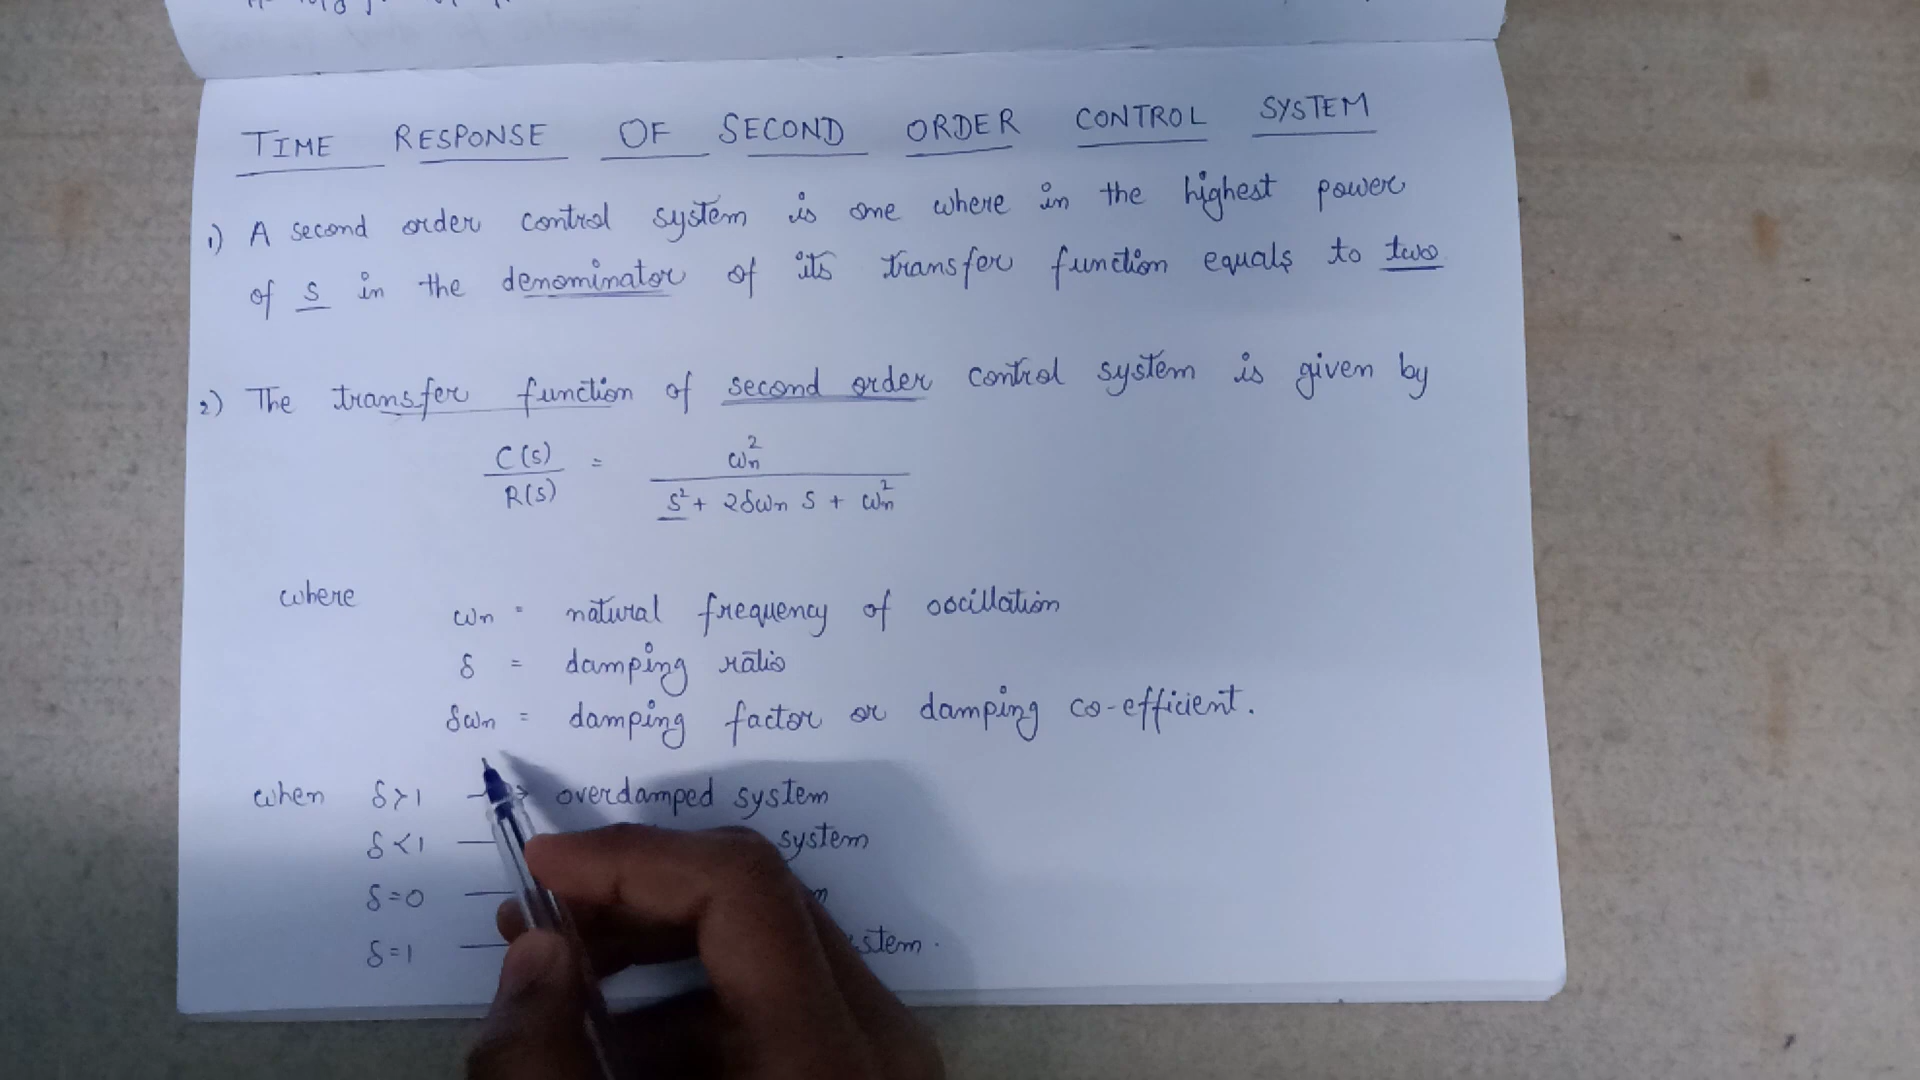 TIME RESPONSE OF SECOND ORDER CONTROL SYSTEM
1) A second order control system is one where in the highest power
of s in the denominator of its transfer function equals to two
2) The transfer function of second order control system is given by
C(s)/R(s) = ωn²/(s² + 2δωn s + ωn²)
where
ωn = natural frequency of oscillation
δ = damping ratio
δωn = damping factor or damping co-efficient.
when δ>1 → overdamped system
δ<1 — system
δ=0 —
δ=1 —